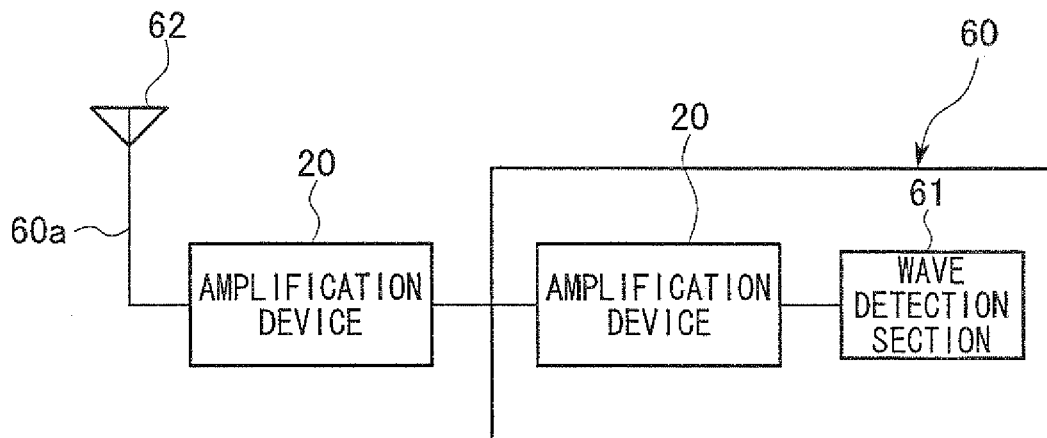 62
60
20
20
61
60a
AMPLIFICATION
DEVICE
AMPLIFICATION
DEVICE
WAVE
DETECTION
SECTION